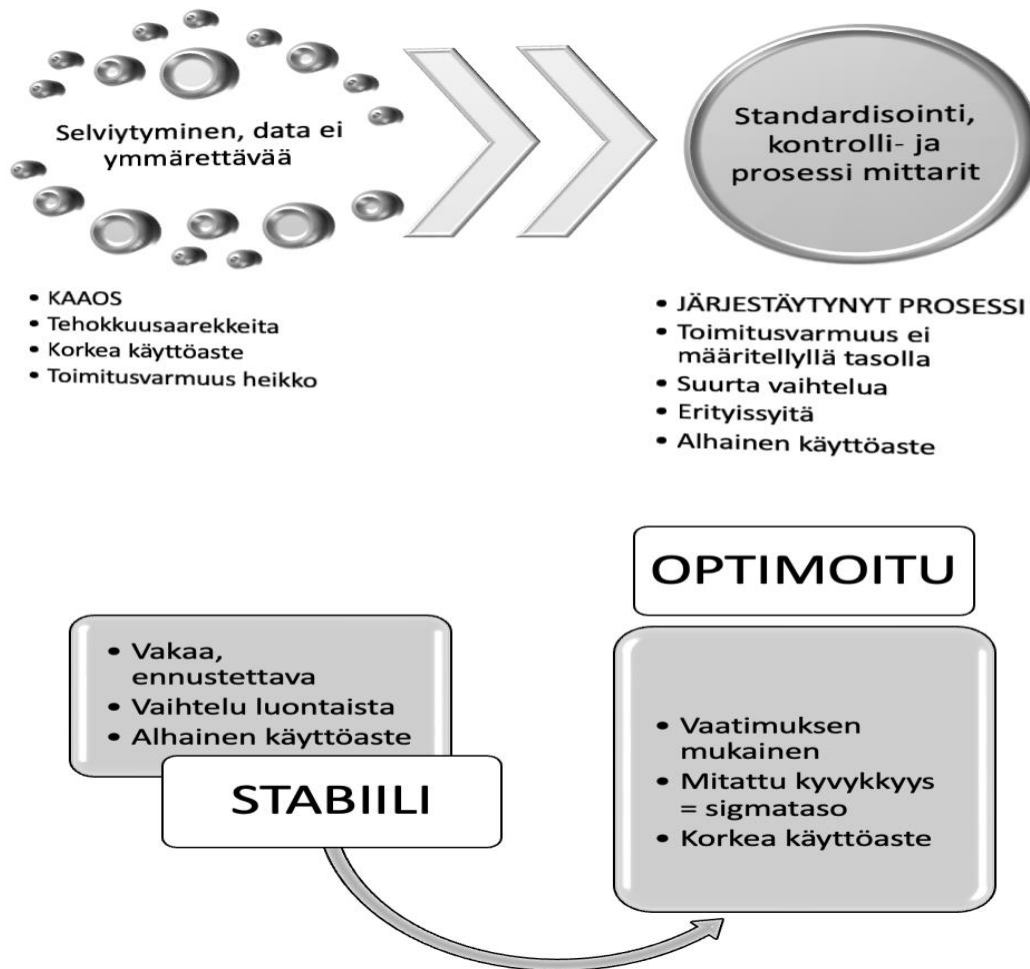 Selviytyminen, data ei
ymmärettävää
• KAAOS
• Tehokkuusaarekkeita
• Korkea käyttöaste
• Toimitusvarmuus heikko
Standardisointi,
kontrolli- ja
prosessi mittarit
• JÄRJESTÄYTYNYT PROSESSI
• Toimitusvarmuus ei
määritellyllä tasolla
• Suurta vaihtelua
• Erityissyitä
• Alhainen käyttöaste
• Vakaa,
ennustettava
• Vaihtelu luontaista
• Alhainen käyttöaste
STABIILI
OPTIMOITU
• Vaatimuksen
mukainen
• Mitattu kyvykkyys
= sigmataso
• Korkea käyttöaste